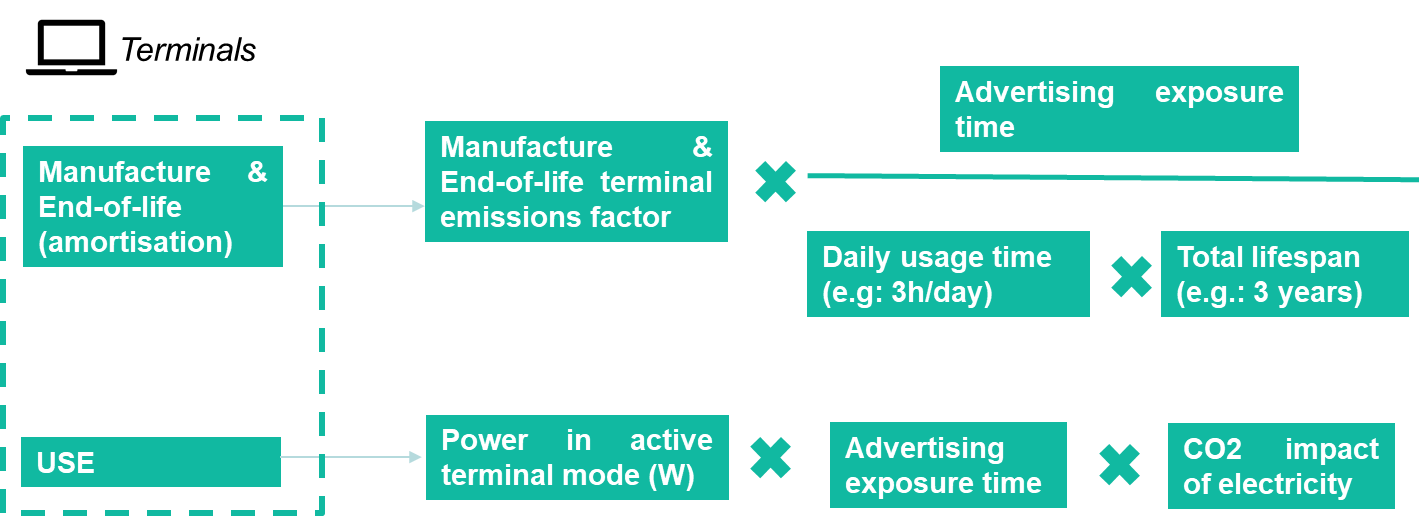 Terminals
Advertising exposure
time
Manufacture &
End-of-life
(amortisation)
Manufacture &
End-of-life terminal
emissions factor
Daily usage time
(e.g: 3h/day)
Total lifespan
(e.g.: 3 years)
USE
Power in active
terminal mode (W)
Advertising
exposure time
CO2 impact
of electricity